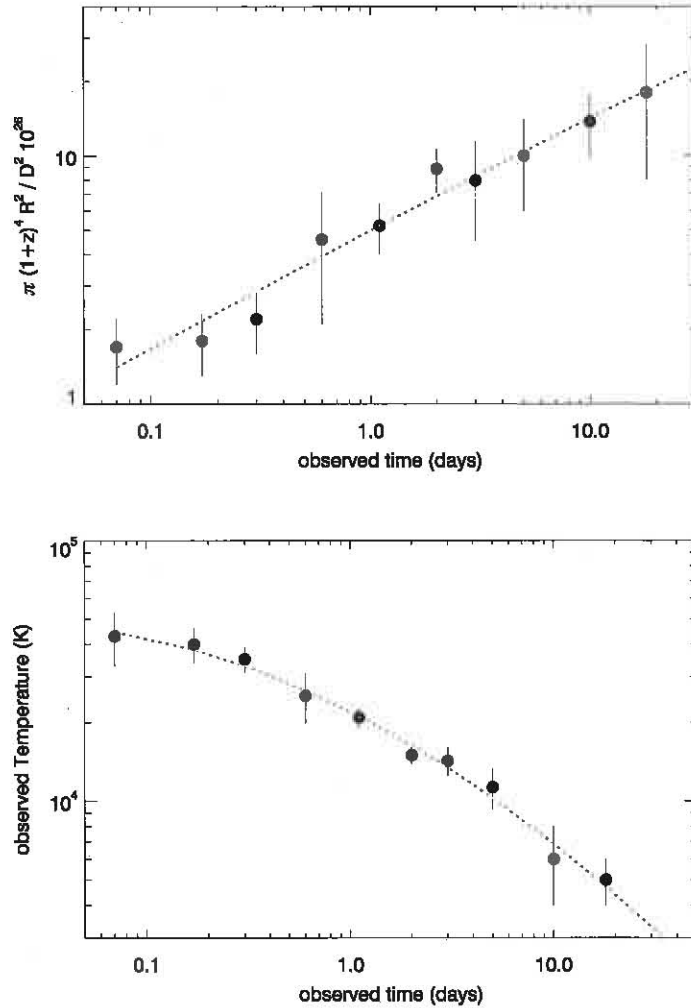 π (1+z)⁴ R² / D² 10²⁶
10
1
0.1 1.0 10.0
observed time (days)
observed Temperature (K)
10⁵
10⁴
0.1 1.0 10.0
observed time (days)